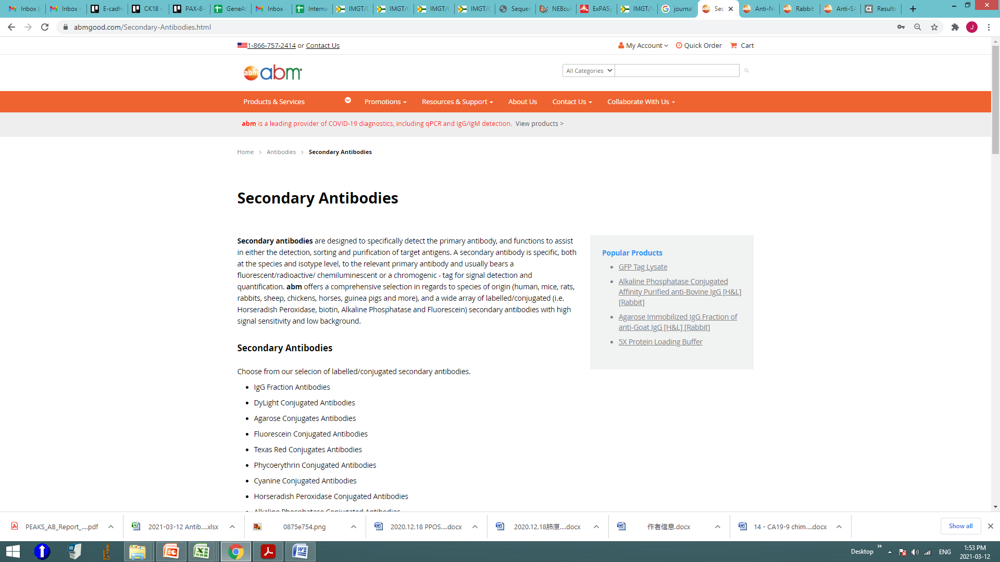 Inbox (
Inbox -
E-cadh
CK18 -
PAX-8-
GeneAl
Inbox -
Interna
IMGT/
IMGT/
IMGT/
IMGT/
Sequer
NEBcut
ExPASy
IMGT/V
journal
Sec
Anti-N
Rabbit
Anti-SA
Results
abmgood.com/Secondary-Antibodies.html
J
1-866-757-2414 or Contact Us
My Account
Quick Order
Cart
abm abm
All Categories
Products & Services
Promotions
Resources & Support
About Us
Contact Us
Collaborate With Us
abm is a leading provider of COVID-19 diagnostics, including qPCR and IgG/IgM detection. View products >
Home > Antibodies > Secondary Antibodies
Secondary Antibodies
Secondary antibodies are designed to specifically detect the primary antibody, and functions to assist
in either the detection, sorting and purification of target antigens. A secondary antibody is specific, both
at the species and isotype level, to the relevant primary antibody and usually bears a
fluorescent/radioactive/ chemiluminescent or a chromogenic - tag for signal detection and
quantification. abm offers a comprehensive selection in regards to species of origin (human, mice, rats,
rabbits, sheep, chickens, horses, guinea pigs and more), and a wide array of labelled/conjugated (i.e.
Horseradish Peroxidase, biotin, Alkaline Phosphatase and Fluorescein) secondary antibodies with high
signal sensitivity and low background.
Popular Products
GFP Tag Lysate
Alkaline Phosphatase Conjugated
Affinity Purified anti-Bovine IgG [H&L]
[Rabbit]
Agarose Immobilized IgG Fraction of
anti-Goat IgG [H&L] [Rabbit]
5X Protein Loading Buffer
Secondary Antibodies
Choose from our selecion of labelled/conjugated secondary antibodies.
IgG Fraction Antibodies
DyLight Conjugated Antibodies
Agarose Conjugates Antibodies
Fluorescein Conjugated Antibodies
Texas Red Conjugates Antibodies
Phycoerythrin Conjugated Antibodies
Cyanine Conjugated Antibodies
Horseradish Peroxidase Conjugated Antibodies
Alkaline Phosphatase Conjugated Antibodies
PEAKS_AB_Report_....pdf
2021-03-12 Antib....xlsx
0875e754.png
2020.12.18 PPOS....docx
2020.12.18肺原....docx
作者信息.docx
14 - CA19-9 chim....docx
Show all
Desktop
ENG
1:53 PM
2021-03-12